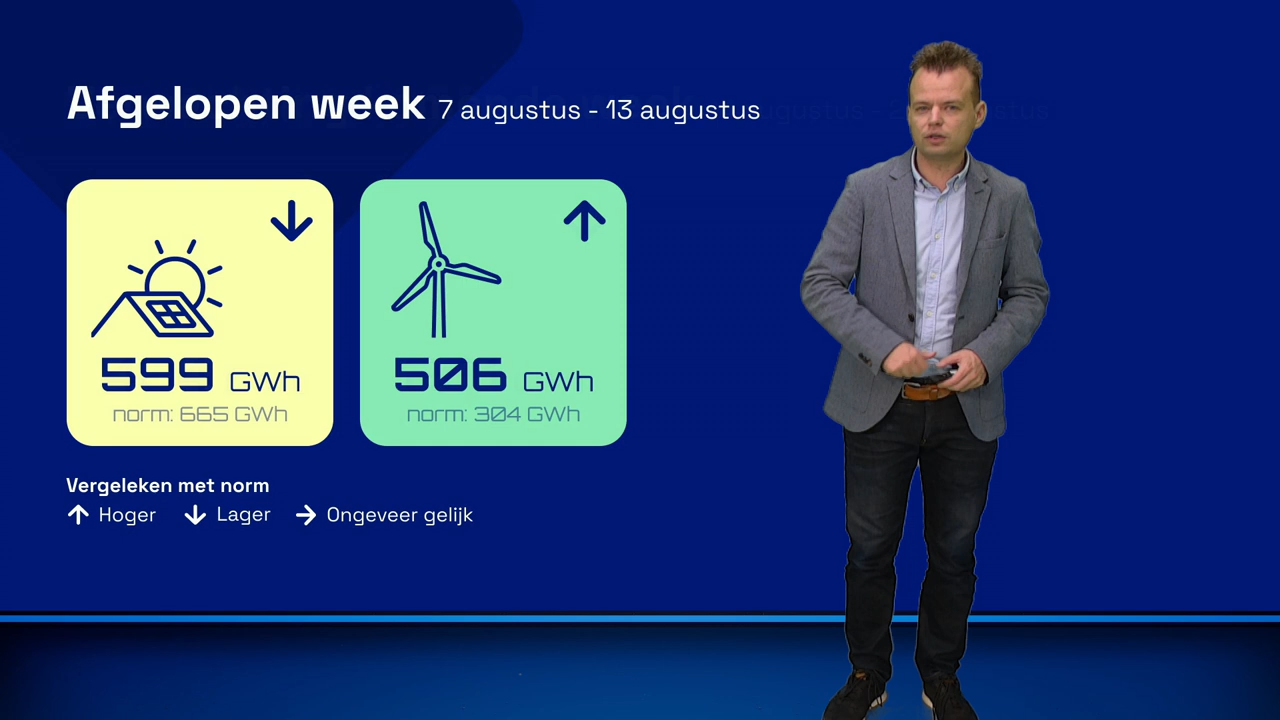 Afgelopen week 7 augustus - 13 augustus
599 GWh
norm: 665 GWh
506 GWh
norm: 304 GWh
Vergeleken met norm
Hoger Lager Ongeveer gelijk